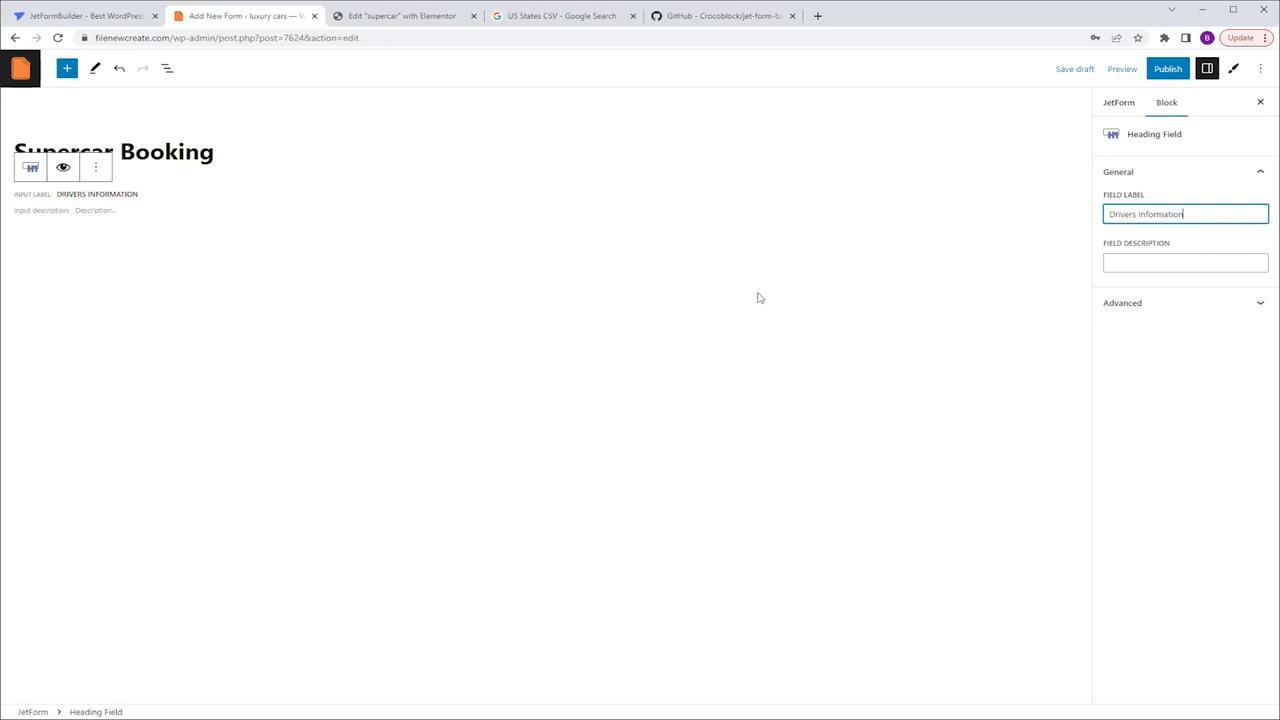 JetFormBuilder - Best WordPress
Add New Form ‹ luxury cars — W
Edit "supercar" with Elementor
US States CSV - Google Search
GitHub - Crocoblock/jet-form-bu
filenewcreate.com/wp-admin/post.php?post=7624&action=edit
B
Update
Save draft
Preview
Publish
JetForm
Block
Heading Field
Supercar Booking
General
INPUT LABEL: DRIVERS INFORMATION
FIELD LABEL
Input description: Description...
Drivers Information
FIELD DESCRIPTION
Advanced
JetForm > Heading Field